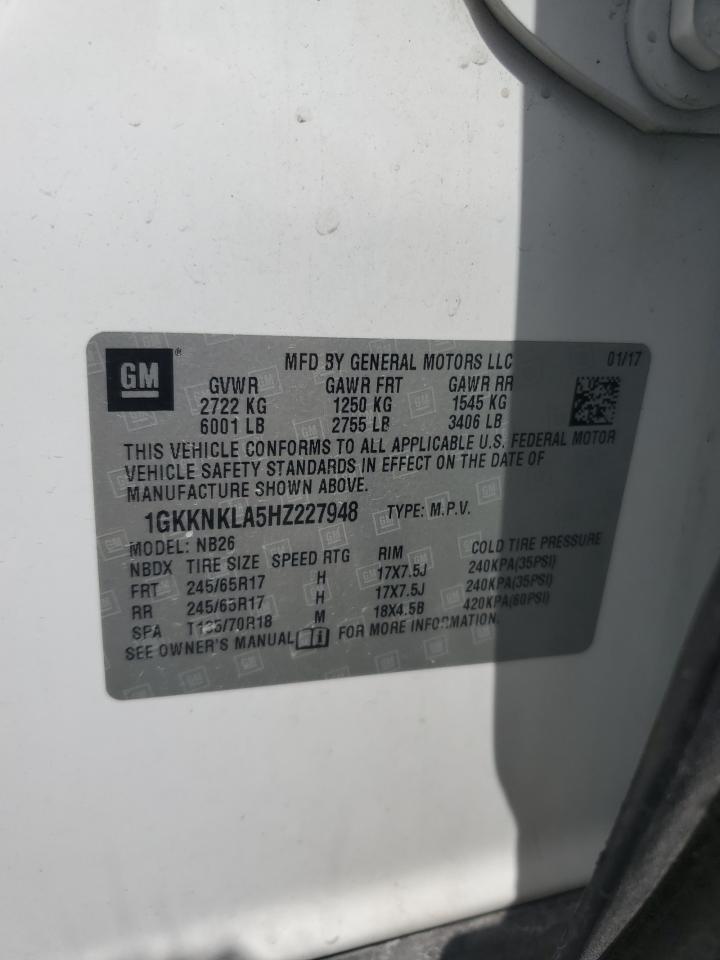 GM® MFD BY GENERAL MOTORS LLC 01/17
GVWR GAWR FRT GAWR RR
2722 KG 1250 KG 1545 KG
6001 LB 2755 LB 3406 LB
THIS VEHICLE CONFORMS TO ALL APPLICABLE U.S. FEDERAL MOTOR
VEHICLE SAFETY STANDARDS IN EFFECT ON THE DATE OF
MANUFACTURE SHOWN ABOVE.
1GKKNKLA5HZ227948 TYPE: M.P.V.
MODEL: NB26
NBDX TIRE SIZE SPEED RTG RIM COLD TIRE PRESSURE
FRT 245/65R17 H 17X7.5J 240KPA(35PSI)
RR 245/65R17 H 17X7.5J 240KPA(35PSI)
SPA T135/70R18 M 18X4.5B 420KPA(60PSI)
SEE OWNER'S MANUAL FOR MORE INFORMATION.